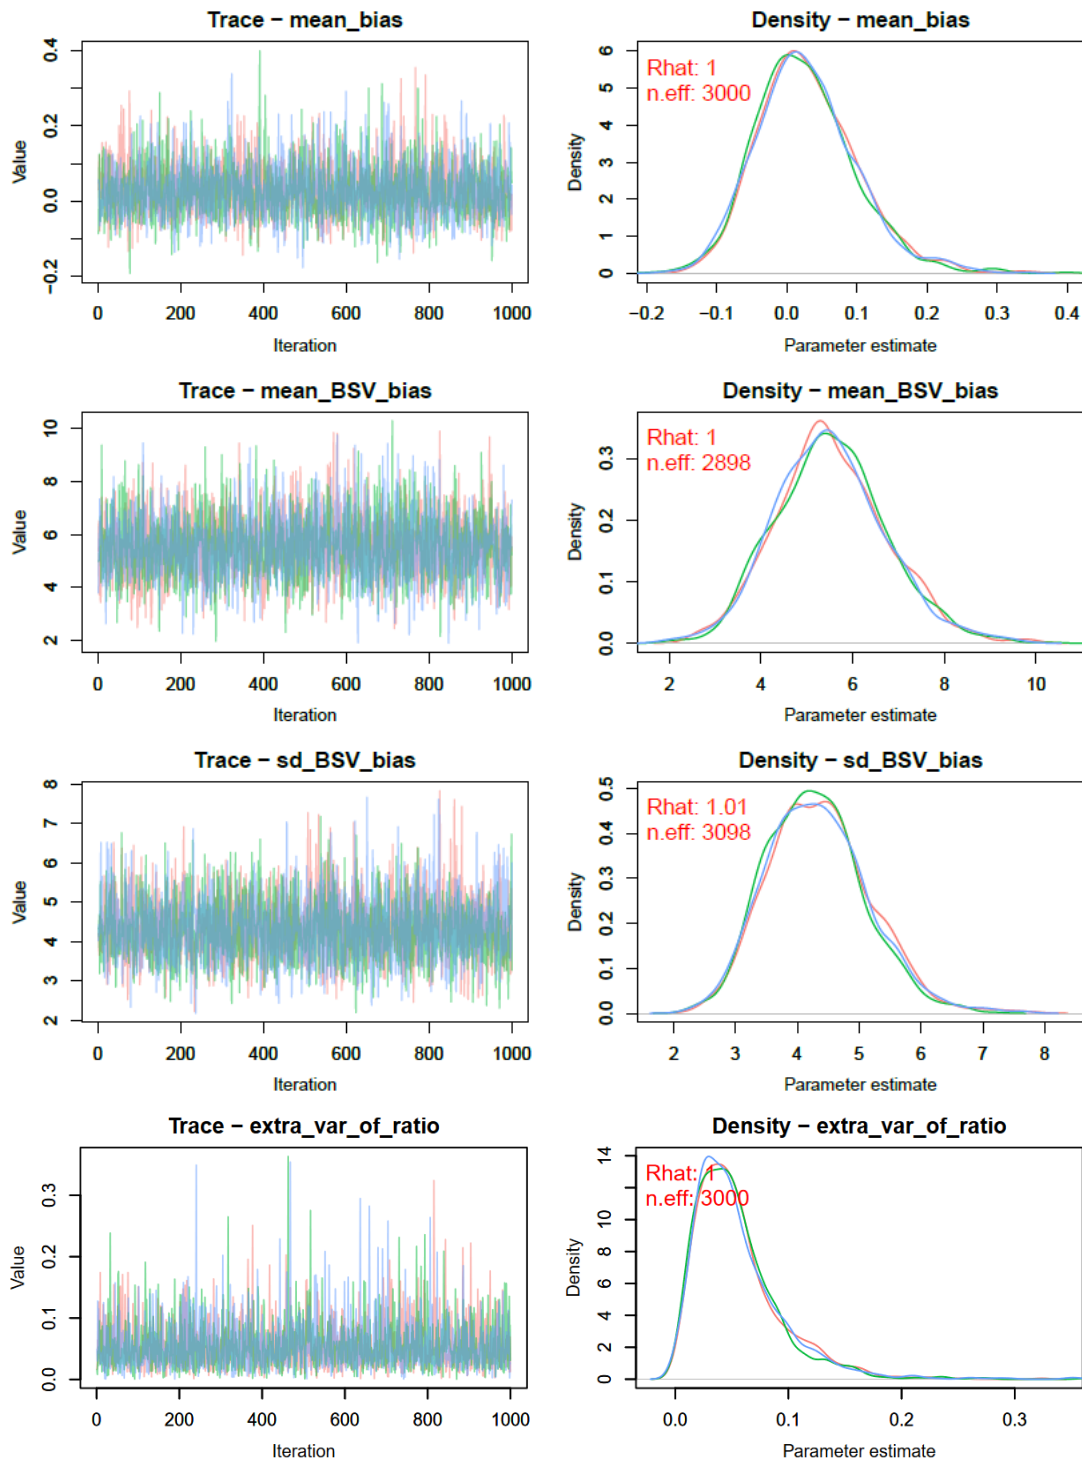 Trace − mean_bias
Value
0.4
0.2
0.0
−0.2
0
200
400
600
800
1000
Iteration
Density − mean_bias
Rhat: 1
n.eff: 3000
Density
6
5
4
3
2
1
0
−0.2
−0.1
0.0
0.1
0.2
0.3
0.4
Parameter estimate
Trace − mean_BSV_bias
Value
10
8
6
4
2
0
200
400
600
800
1000
Iteration
Density − mean_BSV_bias
Rhat: 1
n.eff: 2898
Density
0.3
0.2
0.1
0.0
2
4
6
8
10
Parameter estimate
Trace − sd_BSV_bias
Value
8
7
6
5
4
3
2
0
200
400
600
800
1000
Iteration
Density − sd_BSV_bias
Rhat: 1.01
n.eff: 3098
Density
0.5
0.4
0.3
0.2
0.1
0.0
2
3
4
5
6
7
8
Parameter estimate
Trace − extra_var_of_ratio
Value
0.3
0.2
0.1
0.0
0
200
400
600
800
1000
Iteration
Density − extra_var_of_ratio
Rhat: 1
n.eff: 3000
Density
14
10
8
6
4
2
0
0.0
0.1
0.2
0.3
Parameter estimate